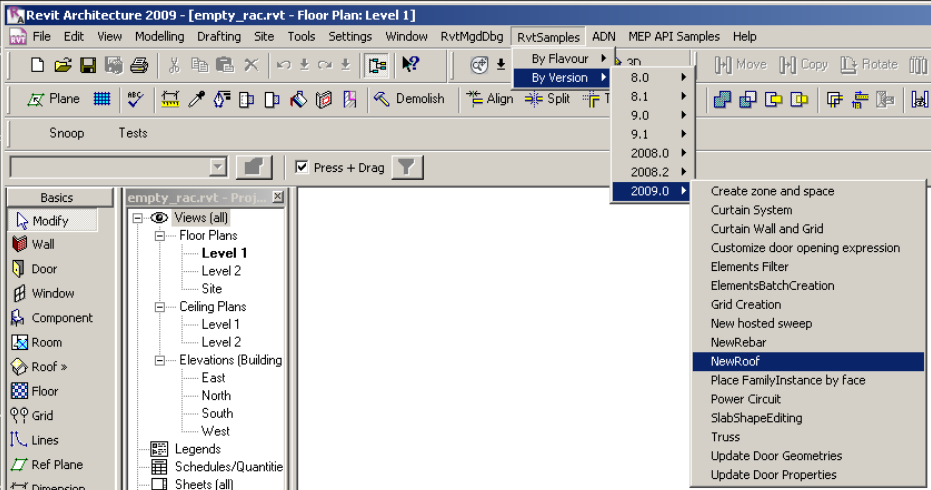 Revit Architecture 2009 - [empty_rac.rvt - Floor Plan: Level 1]
File Edit View Modelling Drafting Site Tools Settings Window RvtMgdDbg RvtSamples ADN MEP API Samples Help
By Flavour
By Version
Move Copy Rotate
8.0
8.1
9.0
9.1
2008.0
2008.2
2009.0
Plane Demolish Align Split
Snoop Tests
Press + Drag
Create zone and space
Curtain System
Curtain Wall and Grid
Customize door opening expression
Elements Filter
ElementsBatchCreation
Grid Creation
New hosted sweep
NewRebar
NewRoof
Place FamilyInstance by face
Power Circuit
SlabShapeEditing
Truss
Update Door Geometries
Update Door Properties
Basics
Modify
Wall
Door
Window
Component
Room
Roof »
Floor
Grid
Lines
Ref Plane
Dimension
empty_rac.rvt - Proj...
Views (all)
Floor Plans
Level 1
Level 2
Site
Ceiling Plans
Level 1
Level 2
Elevations (Building
East
North
South
West
Legends
Schedules/Quantitie
Sheets (all)